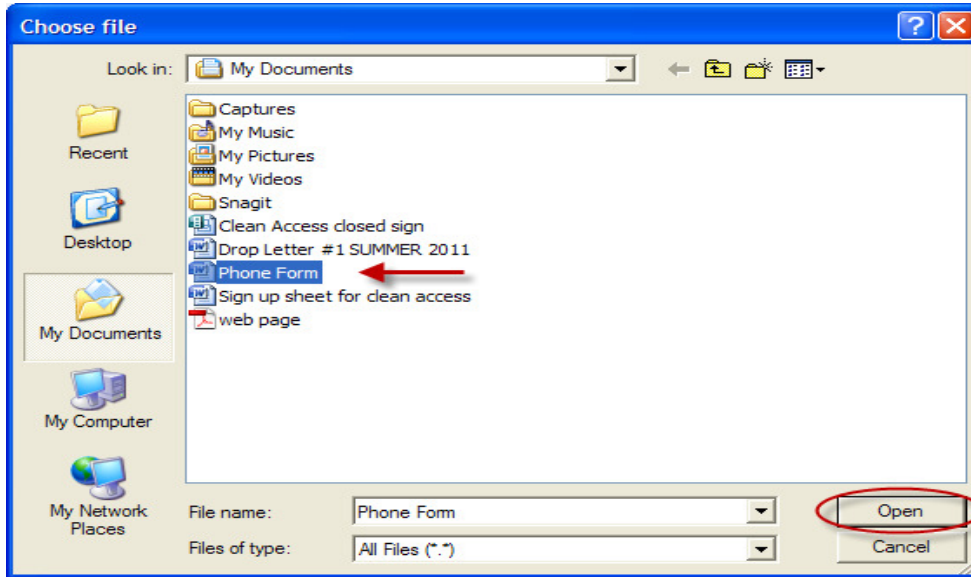 Choose file
?
Look in:
My Documents
Recent
Desktop
My Documents
My Computer
My Network
Places
Captures
My Music
My Pictures
My Videos
Snagit
Clean Access closed sign
Drop Letter #1 SUMMER 2011
Phone Form
Sign up sheet for clean access
web page
File name:
Phone Form
Open
Files of type:
All Files (*.*)
Cancel